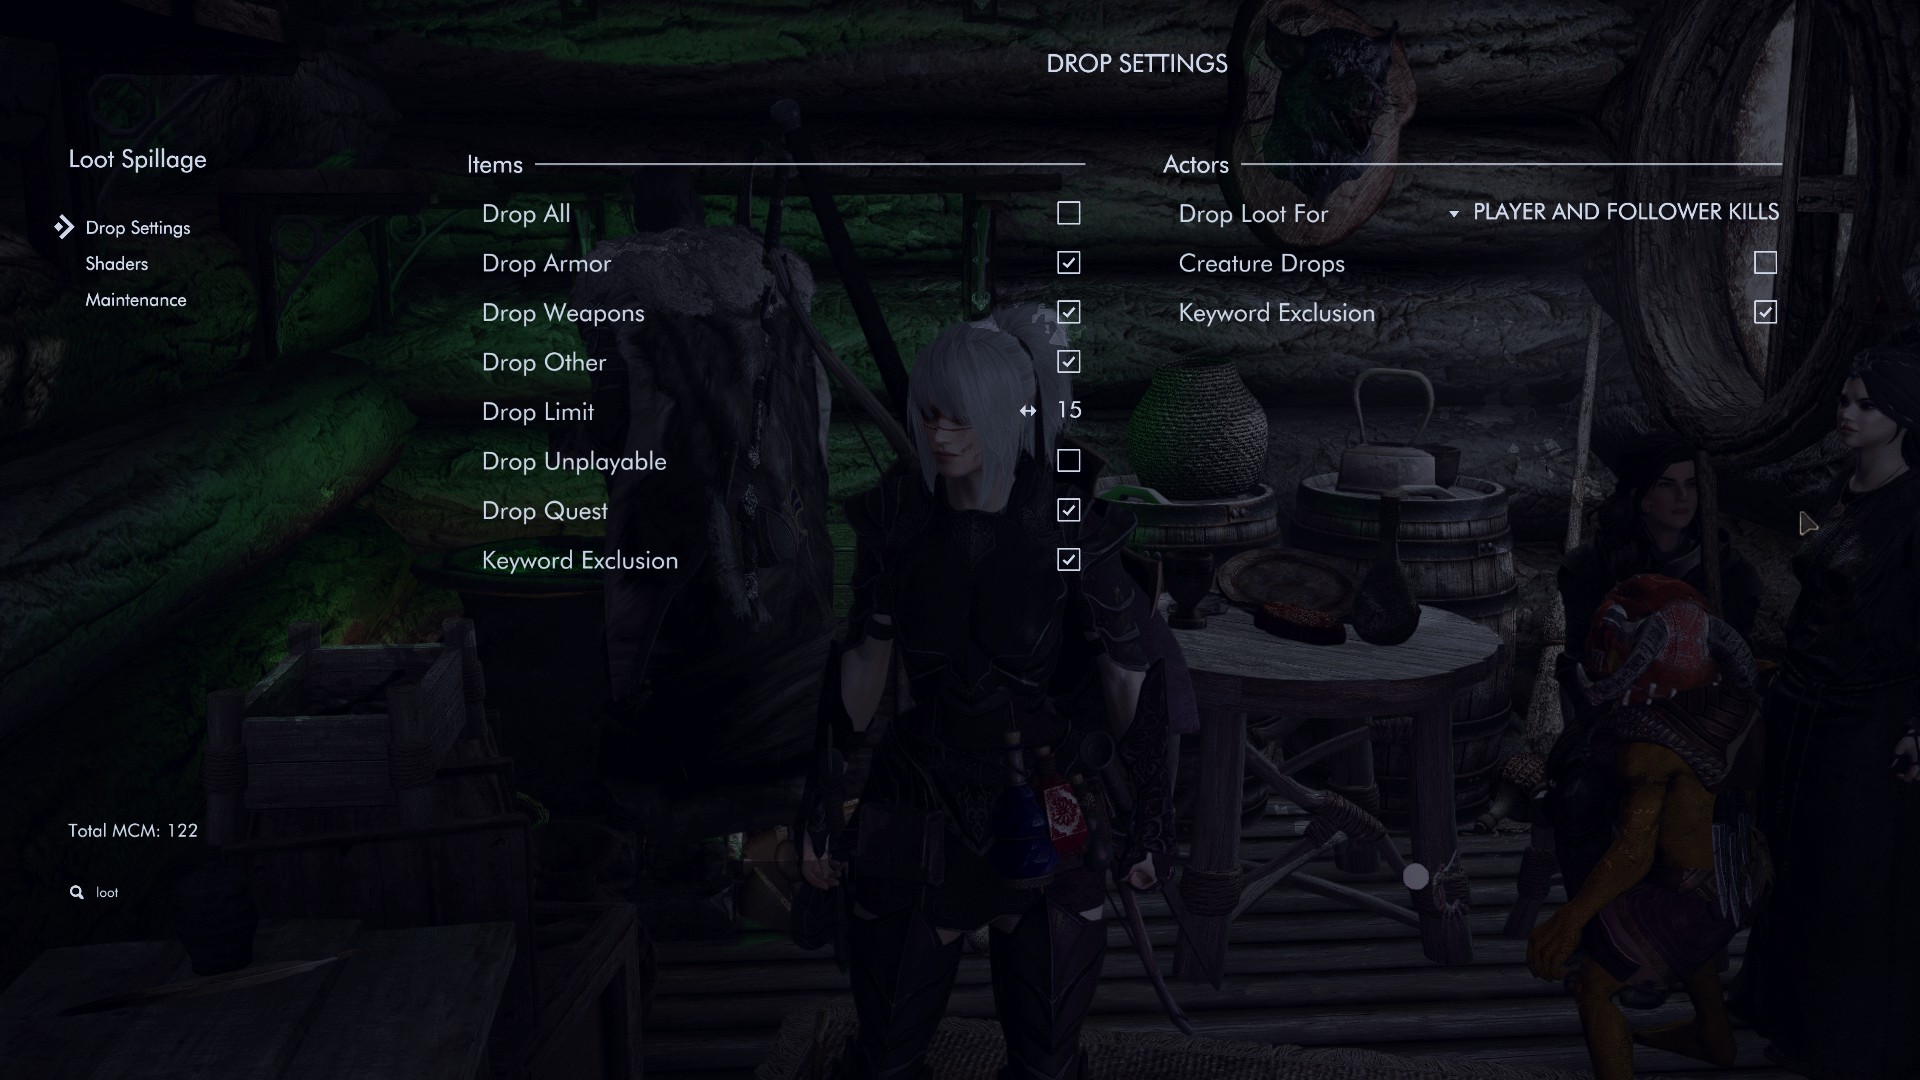 DROP SETTINGS
Loot Spillage
Drop Settings
Shaders
Maintenance
Items
Drop All
Drop Armor
Drop Weapons
Drop Other
Drop Limit 15
Drop Unplayable
Drop Quest
Keyword Exclusion
Actors
Drop Loot For PLAYER AND FOLLOWER KILLS
Creature Drops
Keyword Exclusion
Total MCM: 122
loot